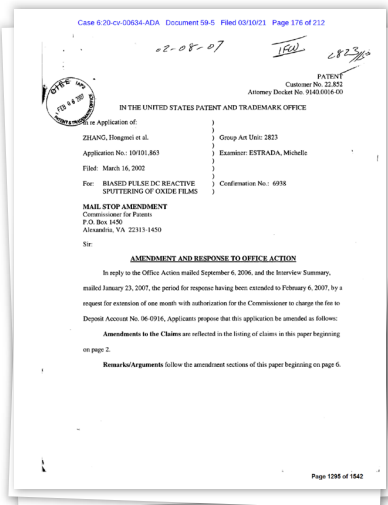 Case 6:20-cv-00634-ADA Document 59-5 Filed 03/10/21 Page 176 of 212
02-08-07
IFW
2823
PATENT
Customer No. 22,852
Attorney Docket No. 9140.0016-00
FEB 06 2007
IN THE UNITED STATES PATENT AND TRADEMARK OFFICE
In re Application of: )
ZHANG, Hongmei et al. ) Group Art Unit: 2823
Application No.: 10/101,863 ) Examiner: ESTRADA, Michelle
Filed: March 16, 2002 )
For: BIASED PULSE DC REACTIVE ) Confirmation No.: 6938
SPUTTERING OF OXIDE FILMS )
MAIL STOP AMENDMENT
Commissioner for Patents
P.O. Box 1450
Alexandria, VA 22313-1450
Sir:
AMENDMENT AND RESPONSE TO OFFICE ACTION
In reply to the Office Action mailed September 6, 2006, and the Interview Summary,
mailed January 23, 2007, the period for response having been extended to February 6, 2007, by a
request for extension of one month with authorization for the Commissioner to charge the fee to
Deposit Account No. 06-0916, Applicants propose that this application be amended as follows:
Amendments to the Claims are reflected in the listing of claims in this paper beginning
on page 2.
Remarks/Arguments follow the amendment sections of this paper beginning on page 6.
Page 1295 of 1542